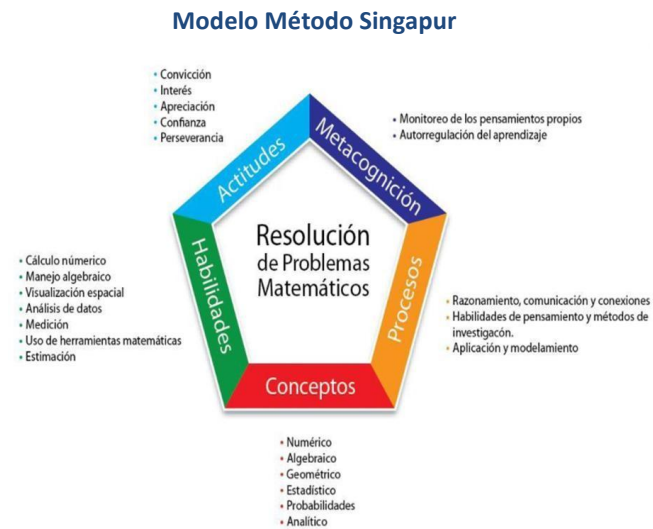 Modelo Método Singapur
• Convicción
• Interés
• Apreciación
• Confianza
• Perseverancia
• Monitoreo de los pensamientos propios
• Autorregulación del aprendizaje
Actitudes
Metacognición
Resolución
de Problemas
Matemáticos
Habilidades
Procesos
Conceptos
• Cálculo númerico
• Manejo algebraico
• Visualización espacial
• Análisis de datos
• Medición
• Uso de herramientas matemáticas
• Estimación
• Razonamiento, comunicación y conexiones
• Habilidades de pensamiento y métodos de
investigacón.
• Aplicación y modelamiento
• Numérico
• Algebraico
• Geométrico
• Estadístico
• Probabilidades
• Analítico